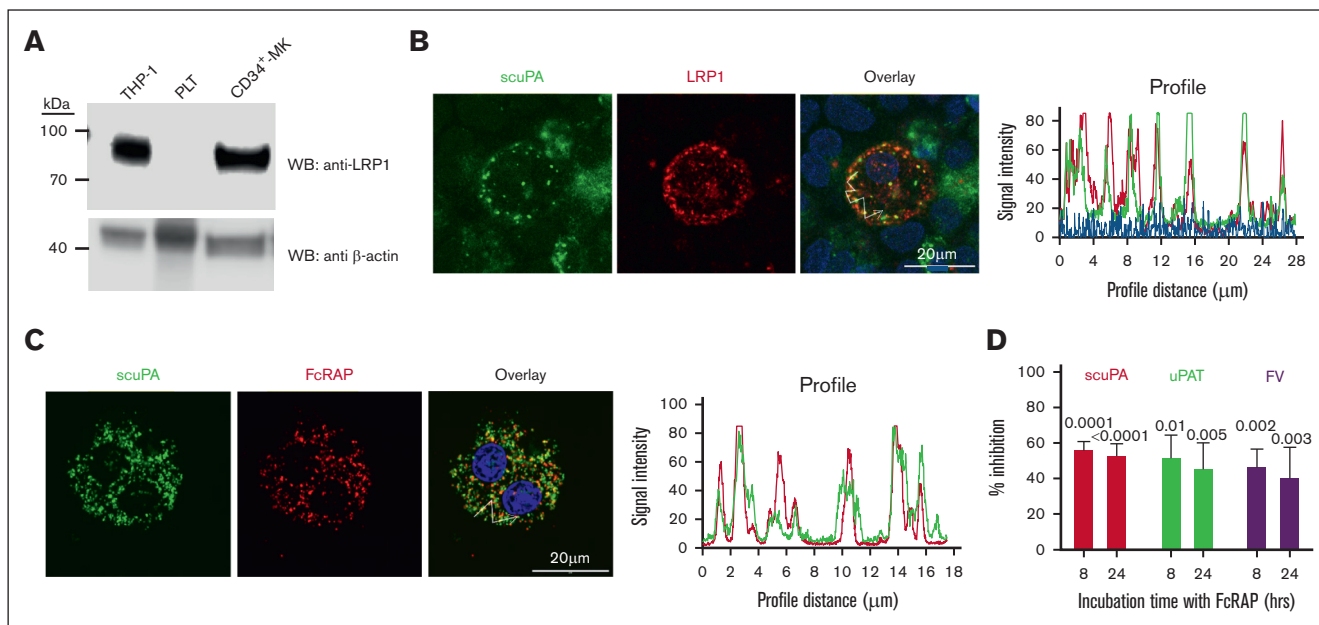 A
THP-1
PLT
CD34+-MK
kDa
100
70
WB: anti-LRP1
40
WB: anti β-actin
B
scuPA
LRP1
Overlay
20μm
Profile
Signal intensity
80
60
40
20
0
0 4 8 12 16 20 24 28
Profile distance (μm)
C
scuPA
FcRAP
Overlay
20μm
Profile
Signal intensity
100
80
60
40
20
0
0 2 4 6 8 10 12 14 16 18
Profile distance (μm)
D
% inhibition
100
80
60
40
20
0
scuPA uPAT FV
0.0001 <0.0001 0.01 0.005 0.002 0.003
8 24 8 24 8 24
Incubation time with FcRAP (hrs)